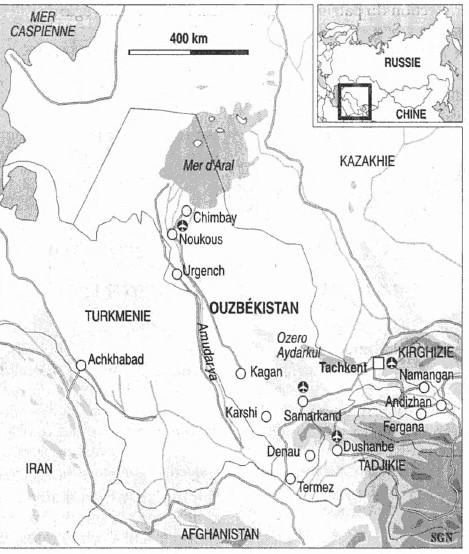 MER
CASPIENNE
400 km
RUSSIE
CHINE
Mer d'Aral
KAZAKHIE
Chimbay
Noukous
Urgench
TURKMENIE
OUZBÉKISTAN
Amudarya
Ozero
Aydarkul
Tachkent
KIRGHIZIE
Namangan
Achkhabad
Kagan
Andizhan
Karshi
Samarkand
Fergana
Denau
Dushanbe
TADJIKIE
IRAN
Termez
AFGHANISTAN
SGN